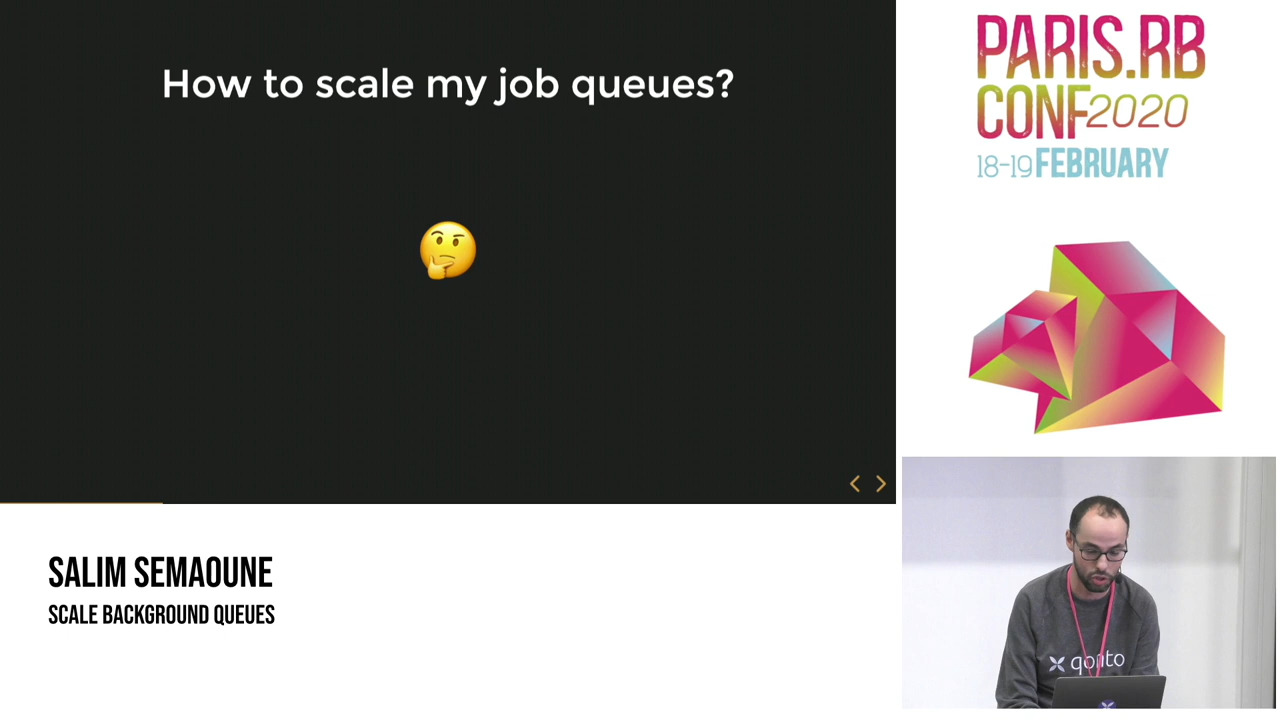 How to scale my job queues?
PARIS.RB
CONF2020
18-19 FEBRUARY
SALIM SEMAOUNE
SCALE BACKGROUND QUEUES
qonto